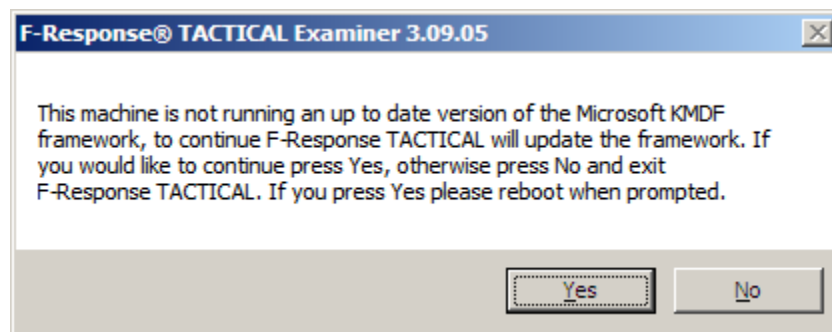 F-Response® TACTICAL Examiner 3.09.05
This machine is not running an up to date version of the Microsoft KMDF
framework, to continue F-Response TACTICAL will update the framework. If
you would like to continue press Yes, otherwise press No and exit
F-Response TACTICAL. If you press Yes please reboot when prompted.
Yes No